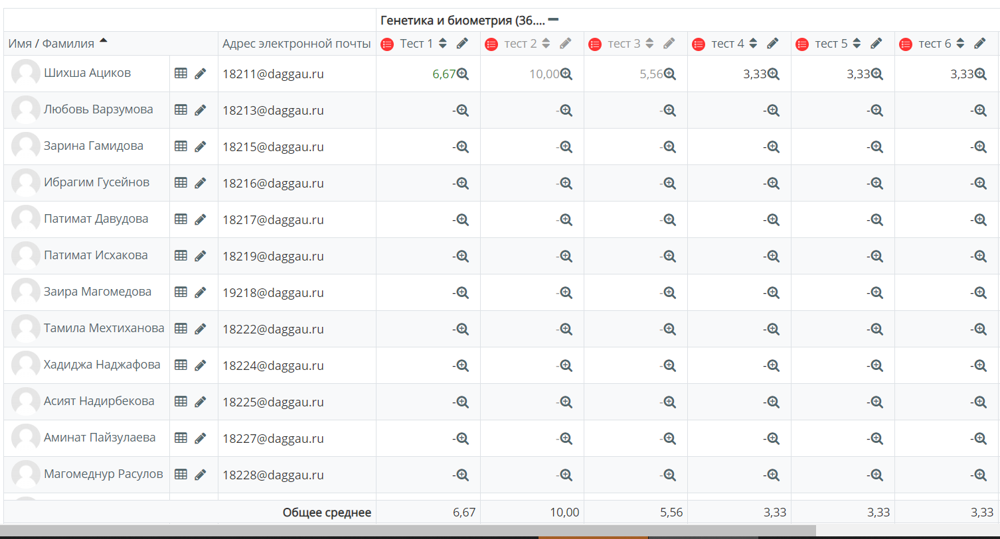 Генетика и биометрия (36....
Имя / Фамилия Адрес электронной почты Тест 1 тест 2 тест 3 тест 4 тест 5 тест 6
Шихша Ациков 18211@daggau.ru 6,67 10,00 5,56 3,33 3,33 3,33
Любовь Варзумова 18213@daggau.ru - - - - - -
Зарина Гамидова 18215@daggau.ru - - - - - -
Ибрагим Гусейнов 18216@daggau.ru - - - - - -
Патимат Давудова 18217@daggau.ru - - - - - -
Патимат Исхакова 18219@daggau.ru - - - - - -
Заира Магомедова 19218@daggau.ru - - - - - -
Тамила Мехтиханова 18222@daggau.ru - - - - - -
Хадиджа Наджафова 18224@daggau.ru - - - - - -
Асият Надирбекова 18225@daggau.ru - - - - - -
Аминат Пайзулаева 18227@daggau.ru - - - - - -
Магомеднур Расулов 18228@daggau.ru - - - - - -
Общее среднее 6,67 10,00 5,56 3,33 3,33 3,33